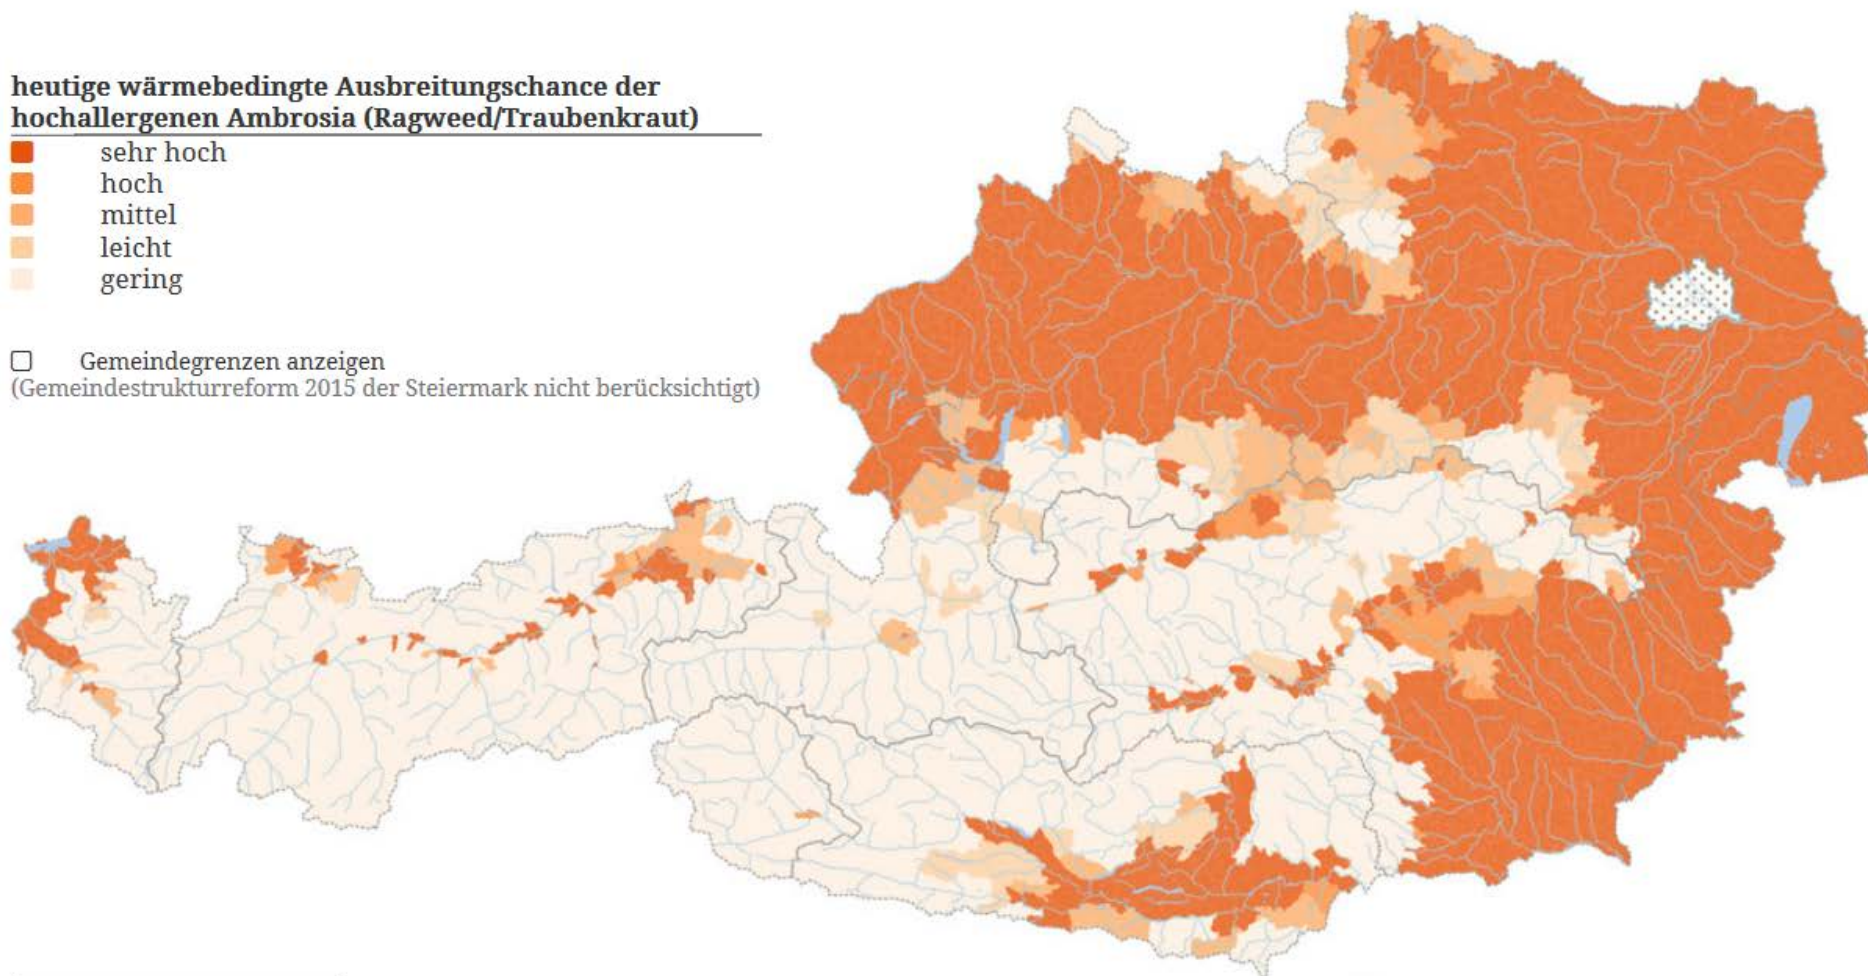 heutige wärmebedingte Ausbreitungschance der
hochallergenen Ambrosia (Ragweed/Traubenkraut)
sehr hoch
hoch
mittel
leicht
gering
Gemeindegrenzen anzeigen
(Gemeindestrukturreform 2015 der Steiermark nicht berücksichtigt)